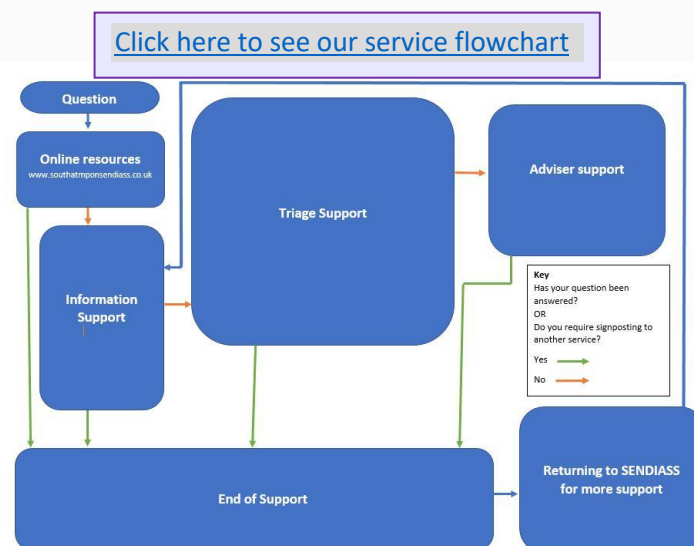 Click here to see our service flowchart
Question
Online resources
www.southatmponsendiass.co.uk
Triage Support
Adviser support
Information
Support
Key
Has your question been
answered?
OR
Do you require signposting to
another service?
Yes
No
End of Support
Returning to SENDIASS
for more support